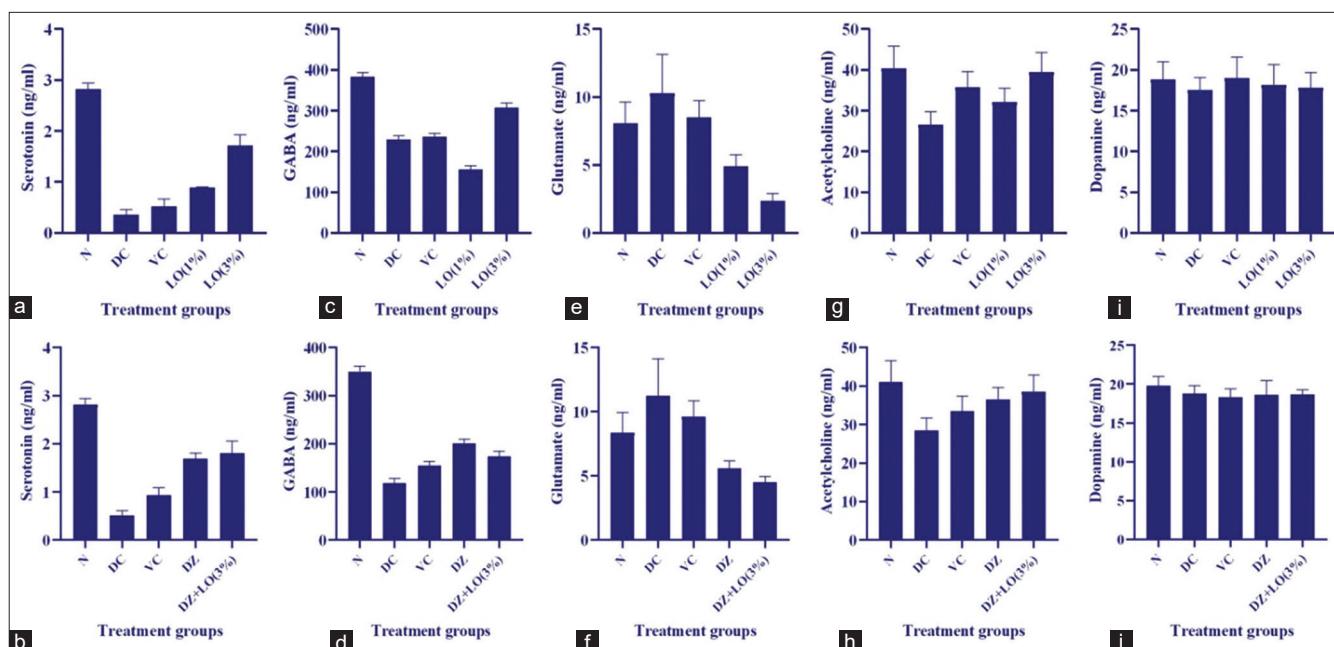 Serotonin (ng/ml)
4
3
2
1
0
N
DC
VC
LO(1%)
LO(3%)
Treatment groups
a
GABA (ng/ml)
500
400
300
200
100
0
N
DC
VC
LO(1%)
LO(3%)
Treatment groups
c
Glutamate (ng/ml)
15
10
5
0
N
DC
VC
LO(1%)
LO(3%)
Treatment groups
e
Acetylcholine (ng/ml)
50
40
30
20
10
0
N
DC
VC
LO(1%)
LO(3%)
Treatment groups
g
Dopamine (ng/ml)
25
20
15
10
5
0
N
DC
VC
LO(1%)
LO(3%)
Treatment groups
i
Serotonin (ng/ml)
4
3
2
1
0
N
DC
VC
DZ
DZ+LO(3%)
Treatment groups
b
GABA (ng/ml)
400
300
200
100
0
N
DC
VC
DZ
DZ+LO(3%)
Treatment groups
d
Glutamate (ng/ml)
15
10
5
0
N
DC
VC
DZ
DZ+LO(3%)
Treatment groups
f
Acetylcholine (ng/ml)
50
40
30
20
10
0
N
DC
VC
DZ
DZ+LO(3%)
Treatment groups
h
Dopamine (ng/ml)
25
20
15
10
5
0
N
DC
VC
DZ
DZ+LO(3%)
Treatment groups
j